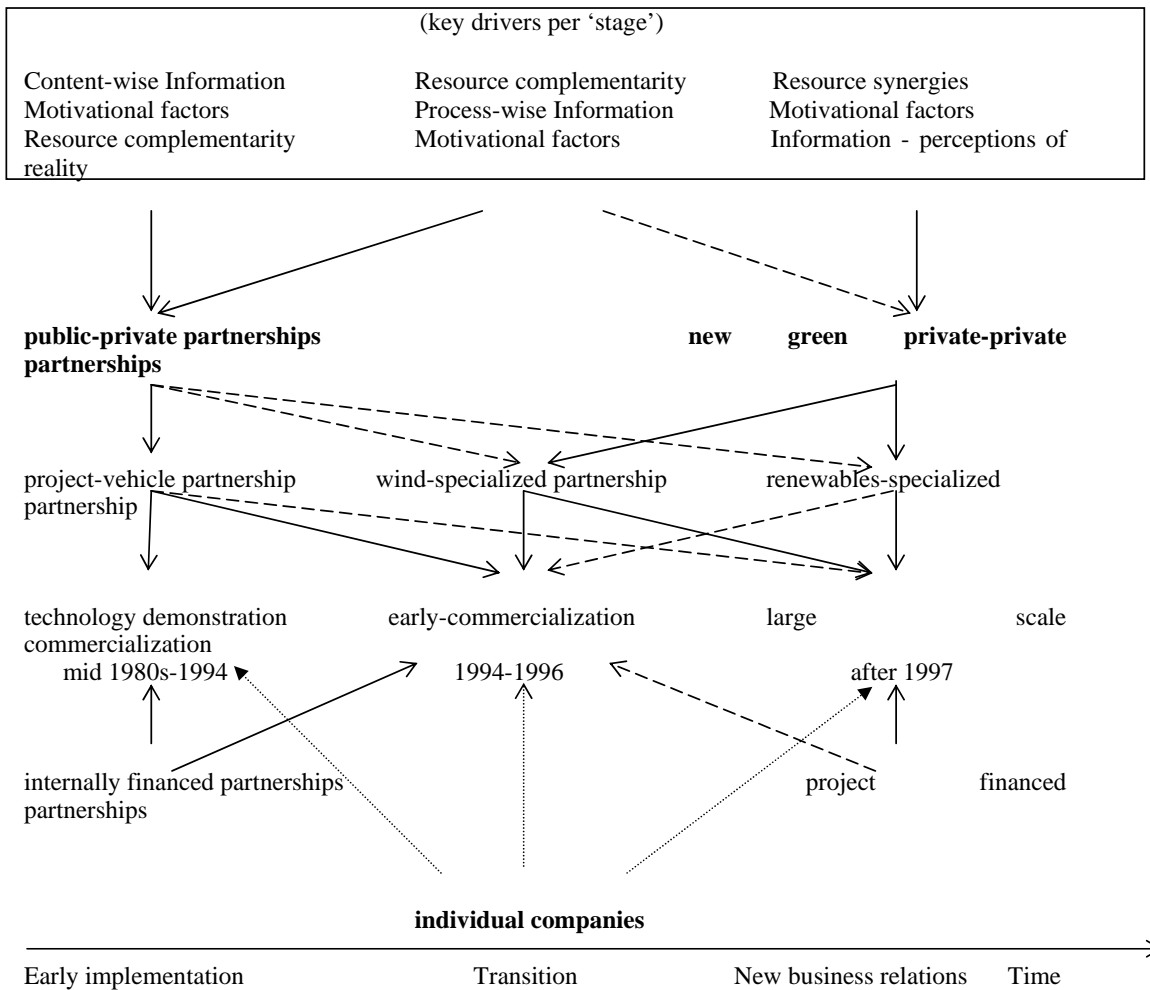 (key drivers per ‘stage’)
Content-wise Information Resource complementarity Resource synergies
Motivational factors Process-wise Information Motivational factors
Resource complementarity Motivational factors Information - perceptions of
reality
public-private partnerships new green private-private
partnerships
project-vehicle partnership wind-specialized partnership renewables-specialized
partnership
technology demonstration early-commercialization large scale
commercialization
mid 1980s-1994 1994-1996 after 1997
internally financed partnerships project financed
partnerships
individual companies
Early implementation Transition New business relations Time